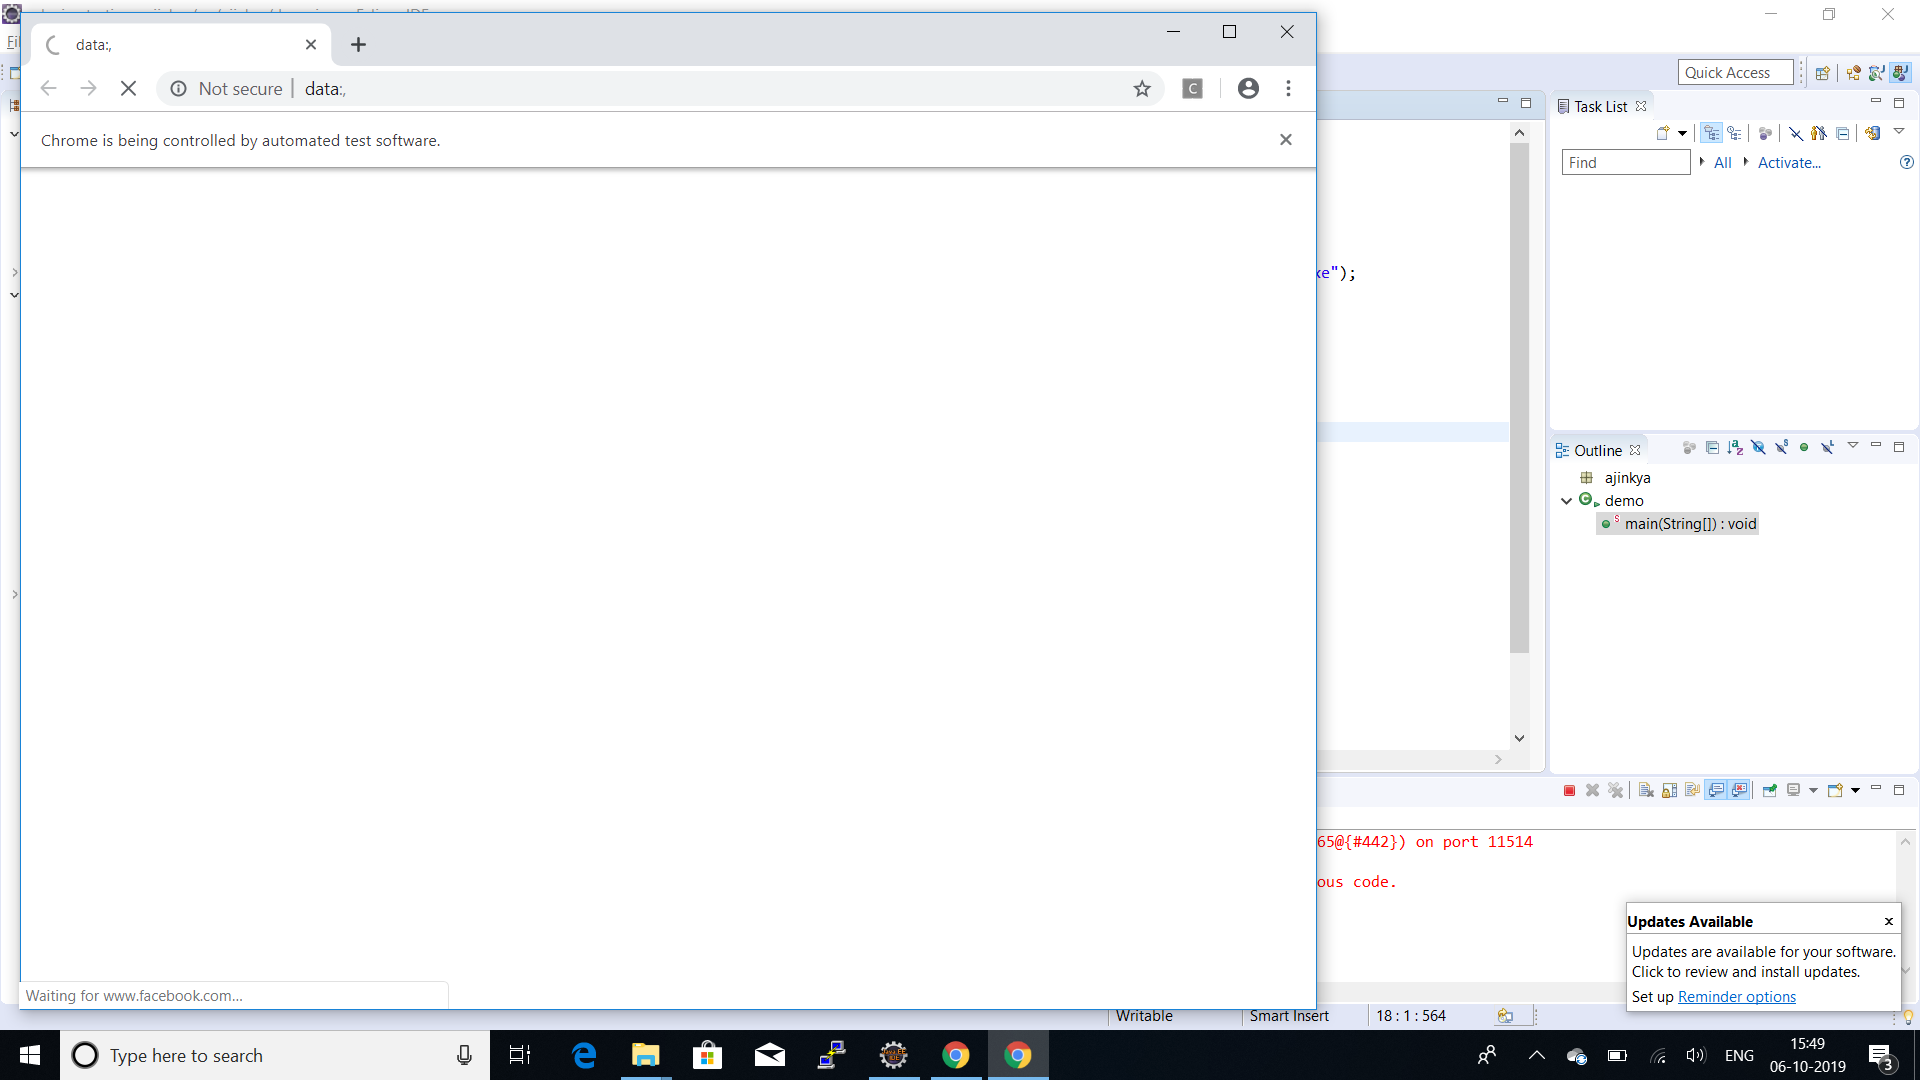 data:,
Not secure | data:,
C
Chrome is being controlled by automated test software.
Quick Access
xe");
Task List
Find
All
Activate...
Outline
ajinkya
demo
main(String[]) : void
65@{#442}) on port 11514
ous code.
Updates Available
Updates are available for your software.
Click to review and install updates.
Set up Reminder options
Waiting for www.facebook.com...
Writable
Smart Insert
18 : 1 : 564
Type here to search
ENG
15:49
06-10-2019
3